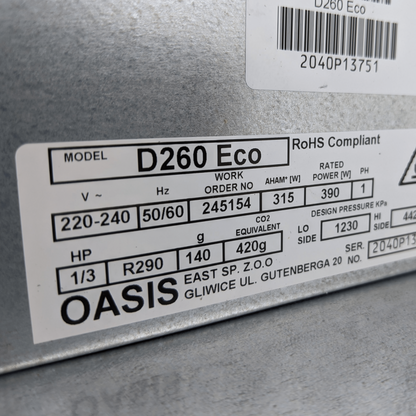 D260 Eco
2040P13751
MODEL D260 Eco RoHS Compliant
V ~ Hz WORK ORDER NO AHAM* [W] RATED POWER [W] PH
220-240 50/60 245154 315 390 1
HP g CO2 EQUIVALENT DESIGN PRESSURE KPa
1/3 R290 140 420g LO SIDE 1230 HI SIDE
OASIS EAST SP. Z.O.O
GLIWICE UL. GUTENBERGA 20
SER. NO.